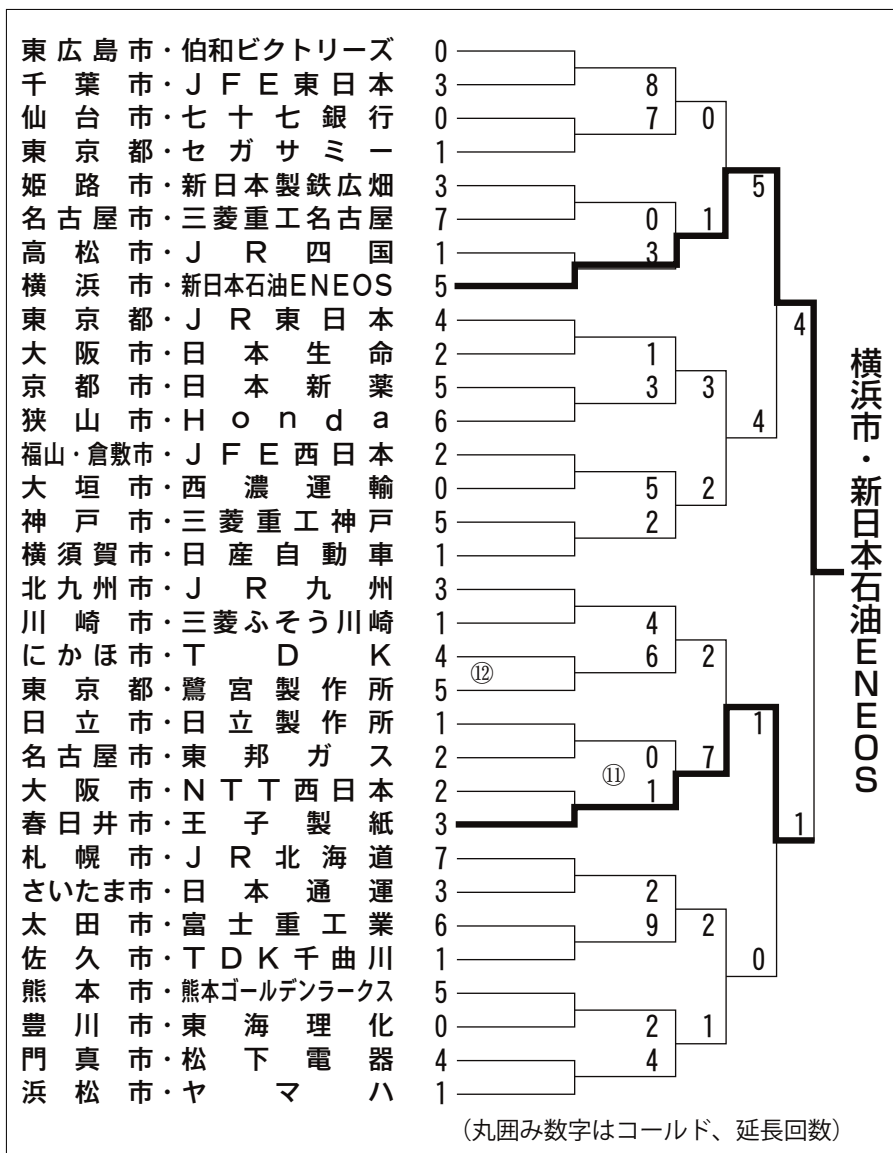 東広島市・伯和ビクトリーズ 0
千葉市・JFE東日本 3
仙台市・七十七銀行 0
東京都・セガサミー 1
姫路市・新日本製鉄広畑 3
名古屋市・三菱重工名古屋 7
高松市・JR四国 1
横浜市・新日本石油ENEOS 5
東京都・JR東日本 4
大阪市・日本生命 2
京都市・日本新薬 5
狭山市・Honda 6
福山・倉敷市・JFE西日本 2
大垣市・西濃運輸 0
神戸市・三菱重工神戸 5
横須賀市・日産自動車 1
北九州市・JR九州 3
川崎市・三菱ふそう川崎 1
にかほ市・TDK 4
東京都・鷺宮製作所 5
日立市・日立製作所 1
名古屋市・東邦ガス 2
大阪市・NTT西日本 2
春日井市・王子製紙 3
札幌市・JR北海道 7
さいたま市・日本通運 3
太田市・富士重工業 6
佐久市・TDK千曲川 1
熊本市・熊本ゴールデンラークス 5
豊川市・東海理化 0
門真市・松下電器 4
浜松市・ヤマハ 1
⑫
8
7
0
3
1
3
5
2
4
6
0
1
⑪
2
9
2
4
0
1
3
2
2
7
2
1
5
4
1
0
4
1
横浜市・新日本石油ENEOS
(丸囲み数字はコールド、延長回数)